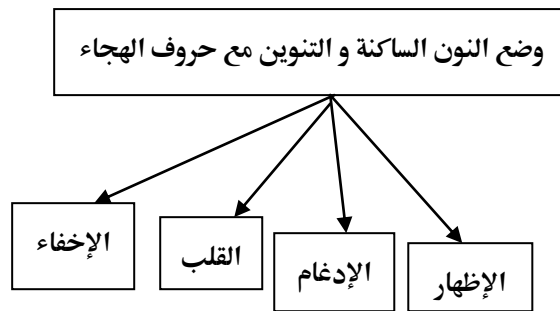 وضع النون الساكنة و التنوين مع حروف الهجاء
الإظهار
الإدغام
القلب
الإخفاء